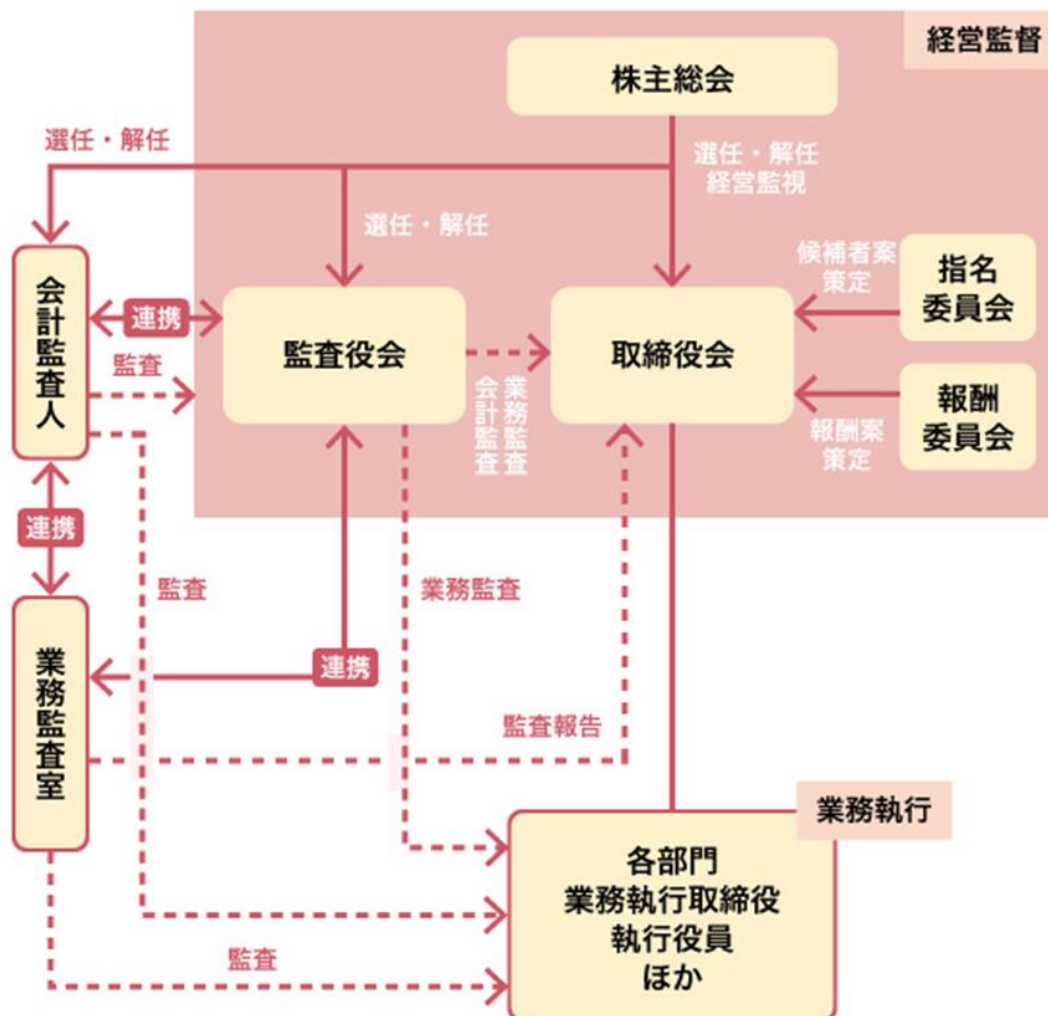 経営監督
株主総会
選任・解任
選任・解任
経営監視
選任・解任
候補者案
策定
指名
委員会
会計監査人
連携
監査役会
取締役会
監査
業務監査
会計監査
報酬案
策定
報酬
委員会
連携
監査
業務監査
連携
業務監査室
監査報告
業務執行
各部門
業務執行取締役
執行役員
ほか
監査